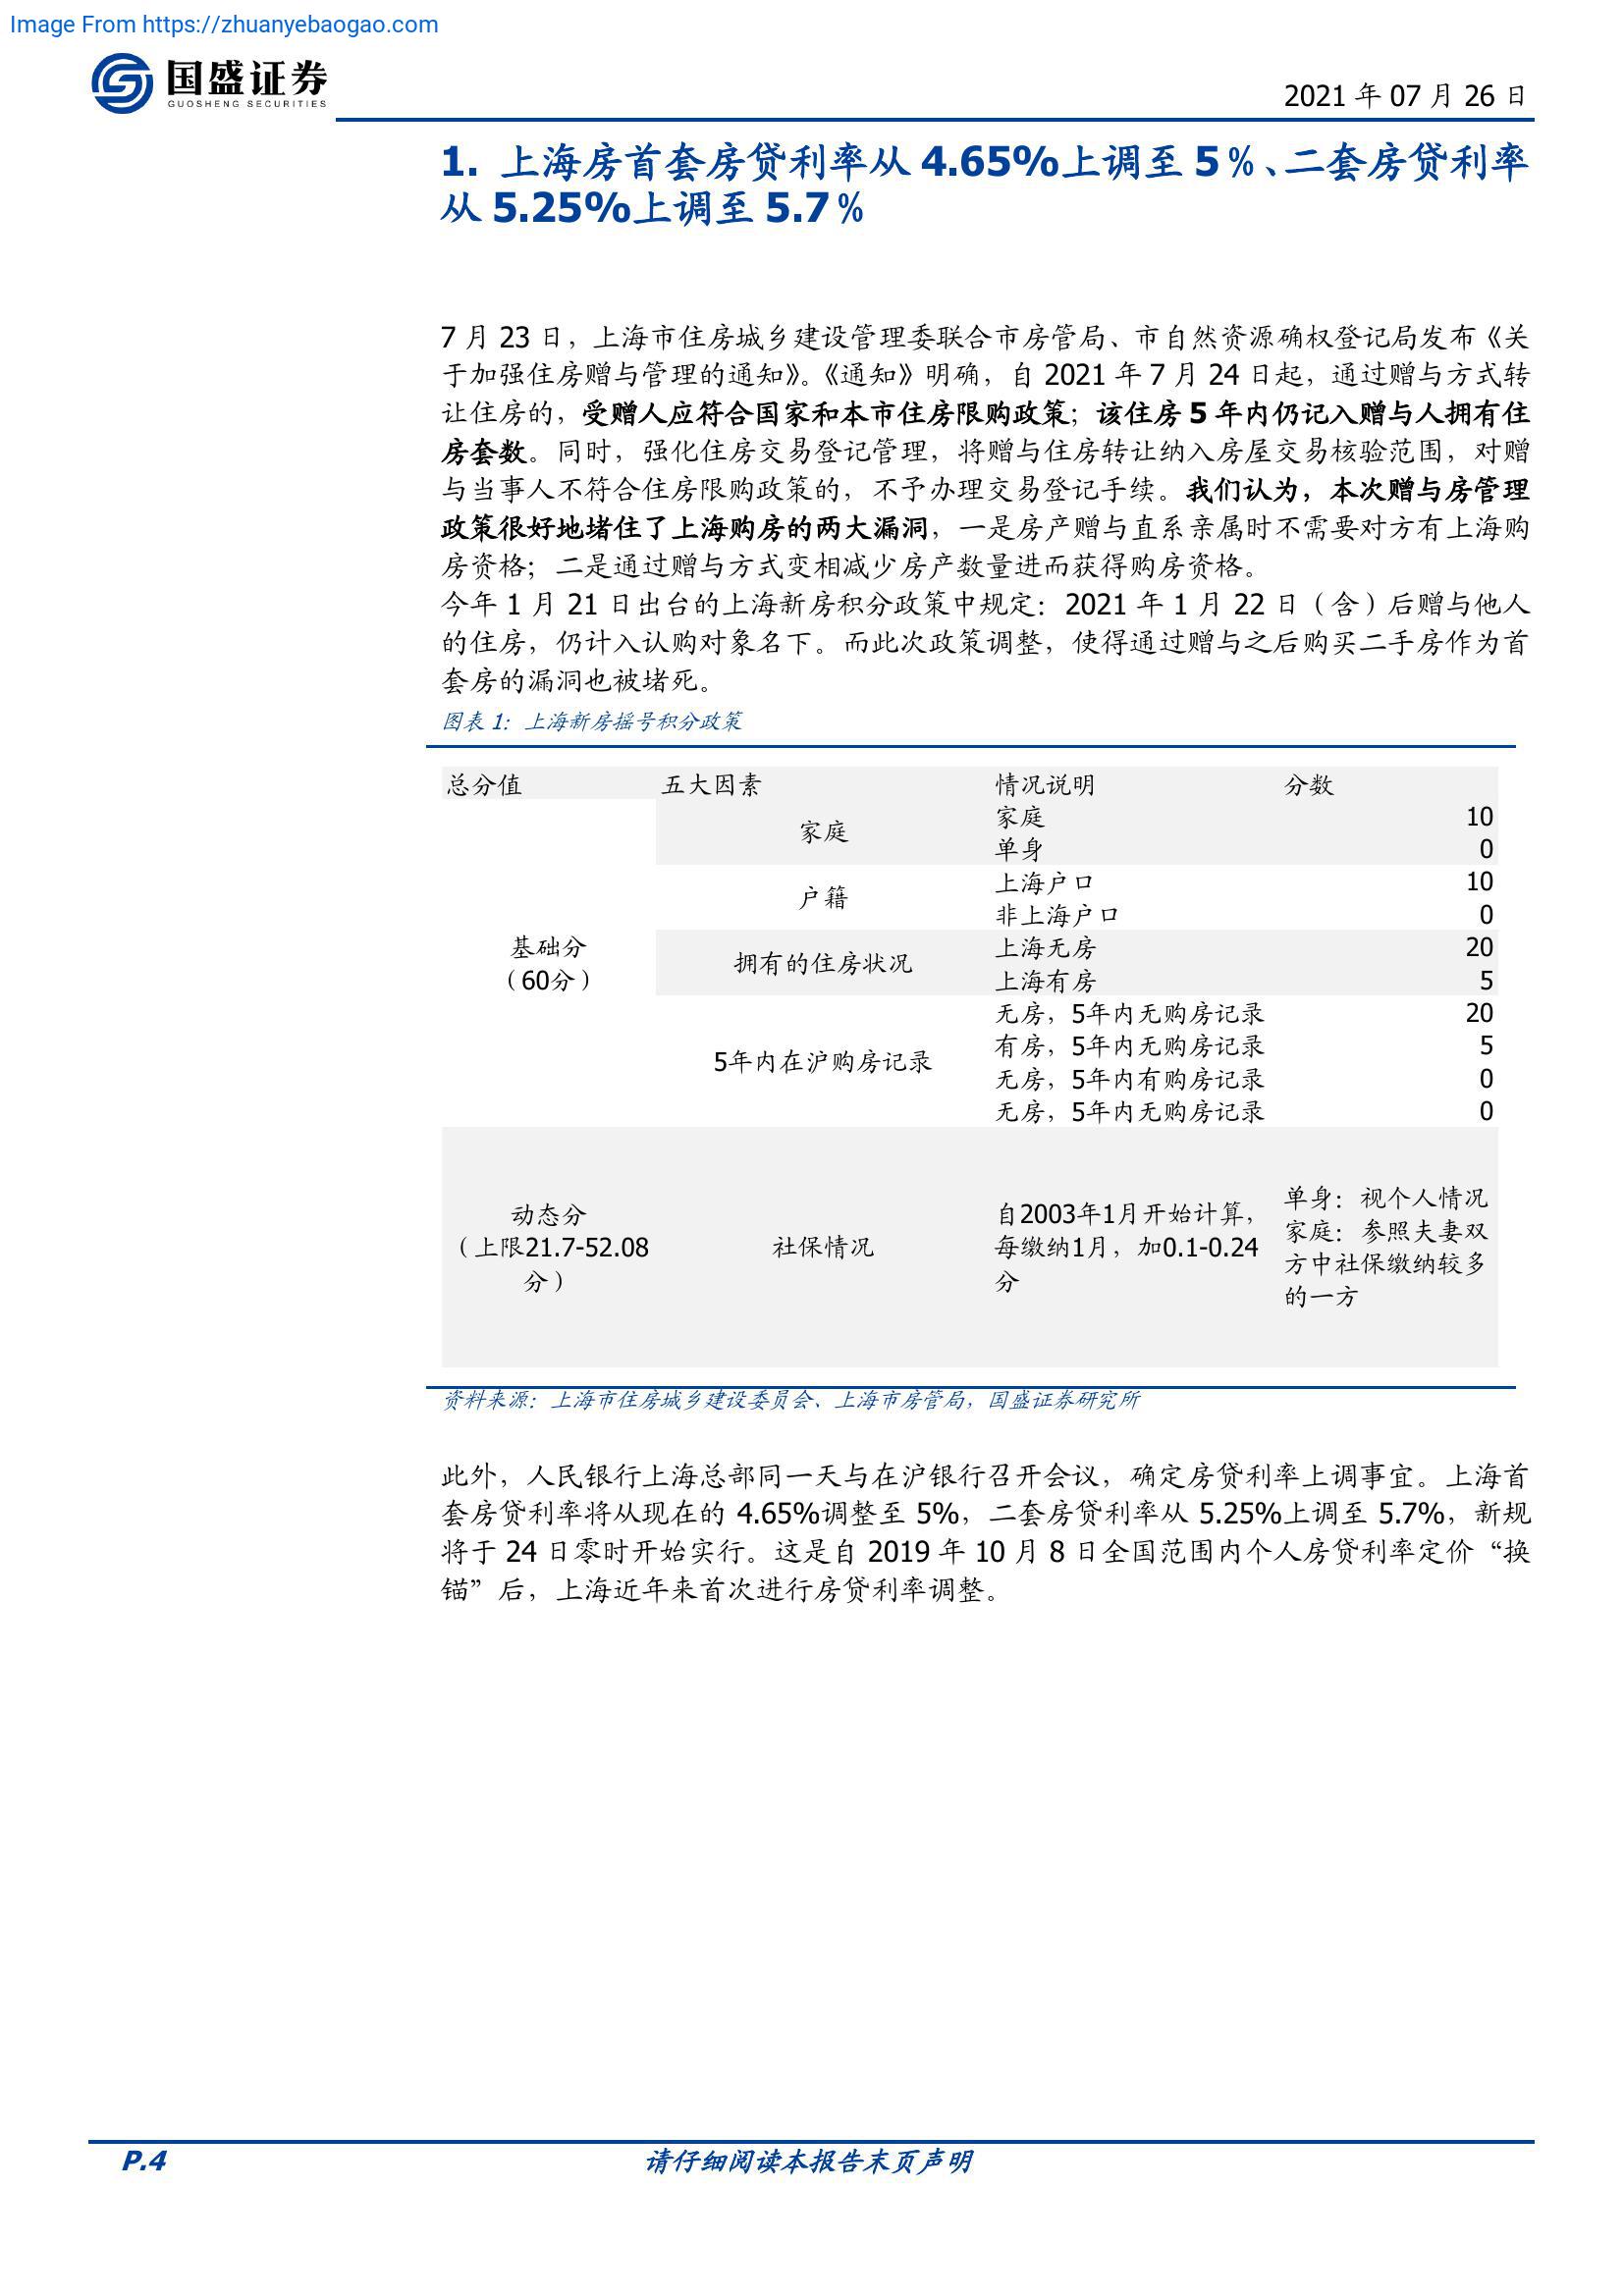 Image From https://zhuanyebaogao.com
国盛证券
GUOSHENG SECURITIES
2021 年 07 月 26 日
1. 上海房首套房贷利率从 4.65%上调至 5%、二套房贷利率
从 5.25%上调至 5.7%
7 月 23 日，上海市住房城乡建设管理委联合市房管局、市自然资源确权登记局发布《关
于加强住房赠与管理的通知》。《通知》明确，自 2021 年 7 月 24 日起，通过赠与方式转
让住房的，受赠人应符合国家和本市住房限购政策；该住房 5 年内仍记入赠与人拥有住
房套数。同时，强化住房交易登记管理，将赠与住房转让纳入房屋交易核验范围，对赠
与当事人不符合住房限购政策的，不予办理交易登记手续。我们认为，本次赠与房管理
政策很好地堵住了上海购房的两大漏洞，一是房产赠与直系亲属时不需要对方有上海购
房资格；二是通过赠与方式变相减少房产数量进而获得购房资格。
今年 1 月 21 日出台的上海新房积分政策中规定：2021 年 1 月 22 日（含）后赠与他人
的住房，仍计入认购对象名下。而此次政策调整，使得通过赠与之后购买二手房作为首
套房的漏洞也被堵死。
图表 1：上海新房摇号积分政策
总分值 五大因素 情况说明 分数
基础分
（60分）
家庭
家庭 10
单身 0
户籍
上海户口 10
非上海户口 0
拥有的住房状况
上海无房 20
上海有房 5
5年内在沪购房记录
无房，5年内无购房记录 20
有房，5年内无购房记录 5
无房，5年内有购房记录 0
无房，5年内无购房记录 0
动态分
（上限21.7-52.08
分）
社保情况
自2003年1月开始计算，
每缴纳1月，加0.1-0.24
分
单身：视个人情况
家庭：参照夫妻双
方中社保缴纳较多
的一方
资料来源：上海市住房城乡建设委员会、上海市房管局，国盛证券研究所
此外，人民银行上海总部同一天与在沪银行召开会议，确定房贷利率上调事宜。上海首
套房贷利率将从现在的 4.65%调整至 5%，二套房贷利率从 5.25%上调至 5.7%，新规
将于 24 日零时开始实行。这是自 2019 年 10 月 8 日全国范围内个人房贷利率定价“换
锚”后，上海近年来首次进行房贷利率调整。
P.4
请仔细阅读本报告末页声明